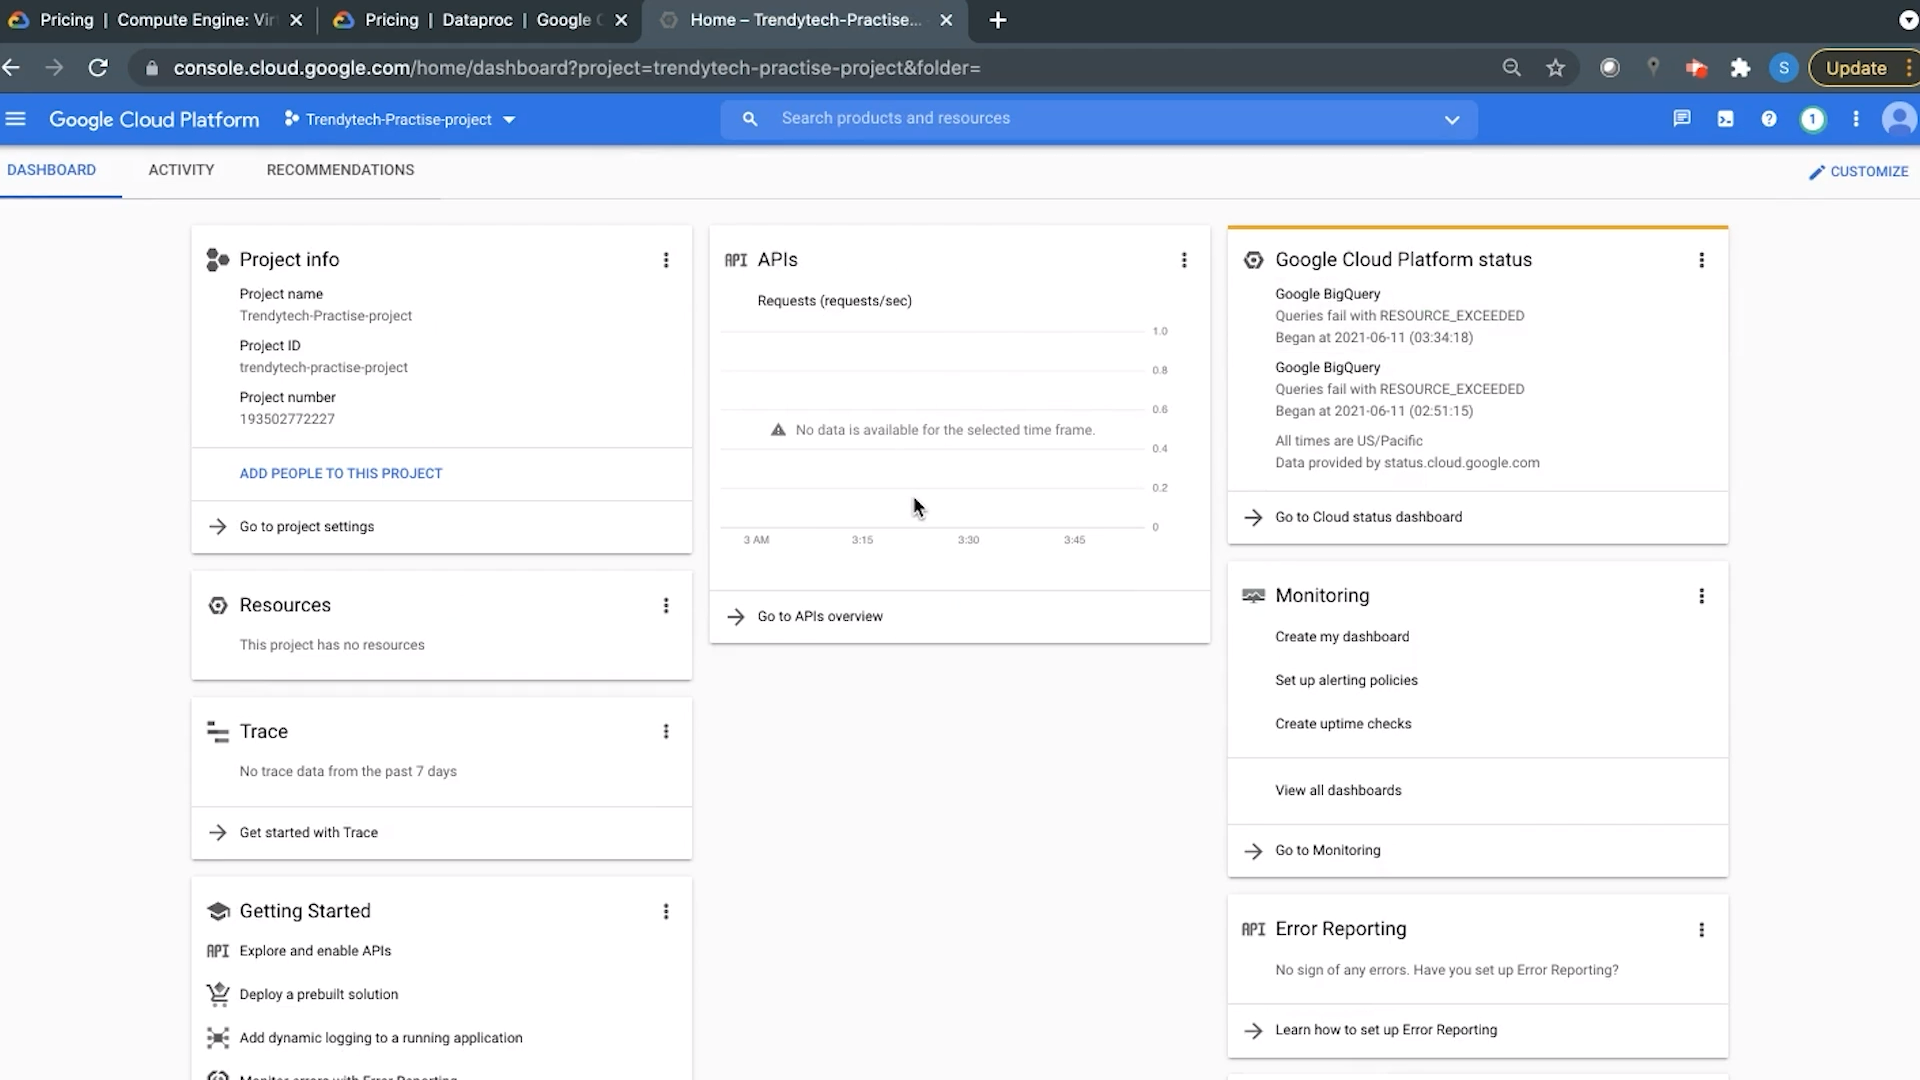 Pricing | Compute Engine: Vir
Pricing | Dataproc | Google C
Home – Trendytech-Practise...
console.cloud.google.com/home/dashboard?project=trendytech-practise-project&folder=
S
Update
Google Cloud Platform
Trendytech-Practise-project
Search products and resources
1
DASHBOARD
ACTIVITY
RECOMMENDATIONS
CUSTOMIZE
Project info
Project name
Trendytech-Practise-project
Project ID
trendytech-practise-project
Project number
193502772227
ADD PEOPLE TO THIS PROJECT
Go to project settings
Resources
This project has no resources
Trace
No trace data from the past 7 days
Get started with Trace
Getting Started
API Explore and enable APIs
Deploy a prebuilt solution
Add dynamic logging to a running application
Monitor errors with Error Reporting
API APIs
Requests (requests/sec)
1.0
0.8
0.6
No data is available for the selected time frame.
0.4
0.2
0
3 AM 3:15 3:30 3:45
Go to APIs overview
Google Cloud Platform status
Google BigQuery
Queries fail with RESOURCE_EXCEEDED
Began at 2021-06-11 (03:34:18)
Google BigQuery
Queries fail with RESOURCE_EXCEEDED
Began at 2021-06-11 (02:51:15)
All times are US/Pacific
Data provided by status.cloud.google.com
Go to Cloud status dashboard
Monitoring
Create my dashboard
Set up alerting policies
Create uptime checks
View all dashboards
Go to Monitoring
API Error Reporting
No sign of any errors. Have you set up Error Reporting?
Learn how to set up Error Reporting